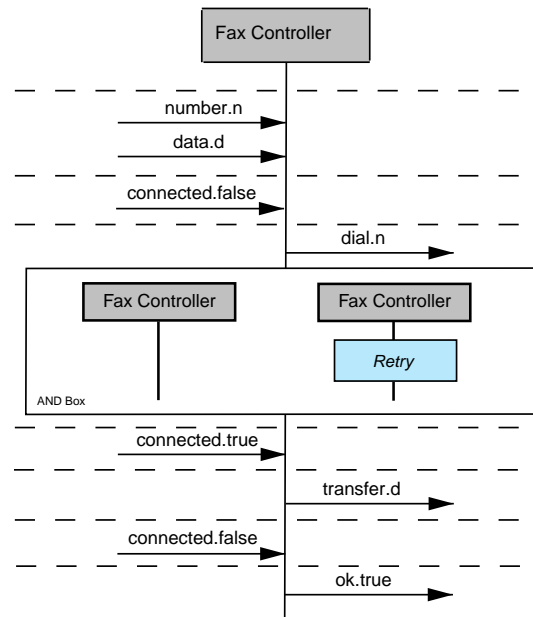 Fax Controller
number.n
data.d
connected.false
dial.n
Fax Controller
Fax Controller
Retry
AND Box
connected.true
transfer.d
connected.false
ok.true